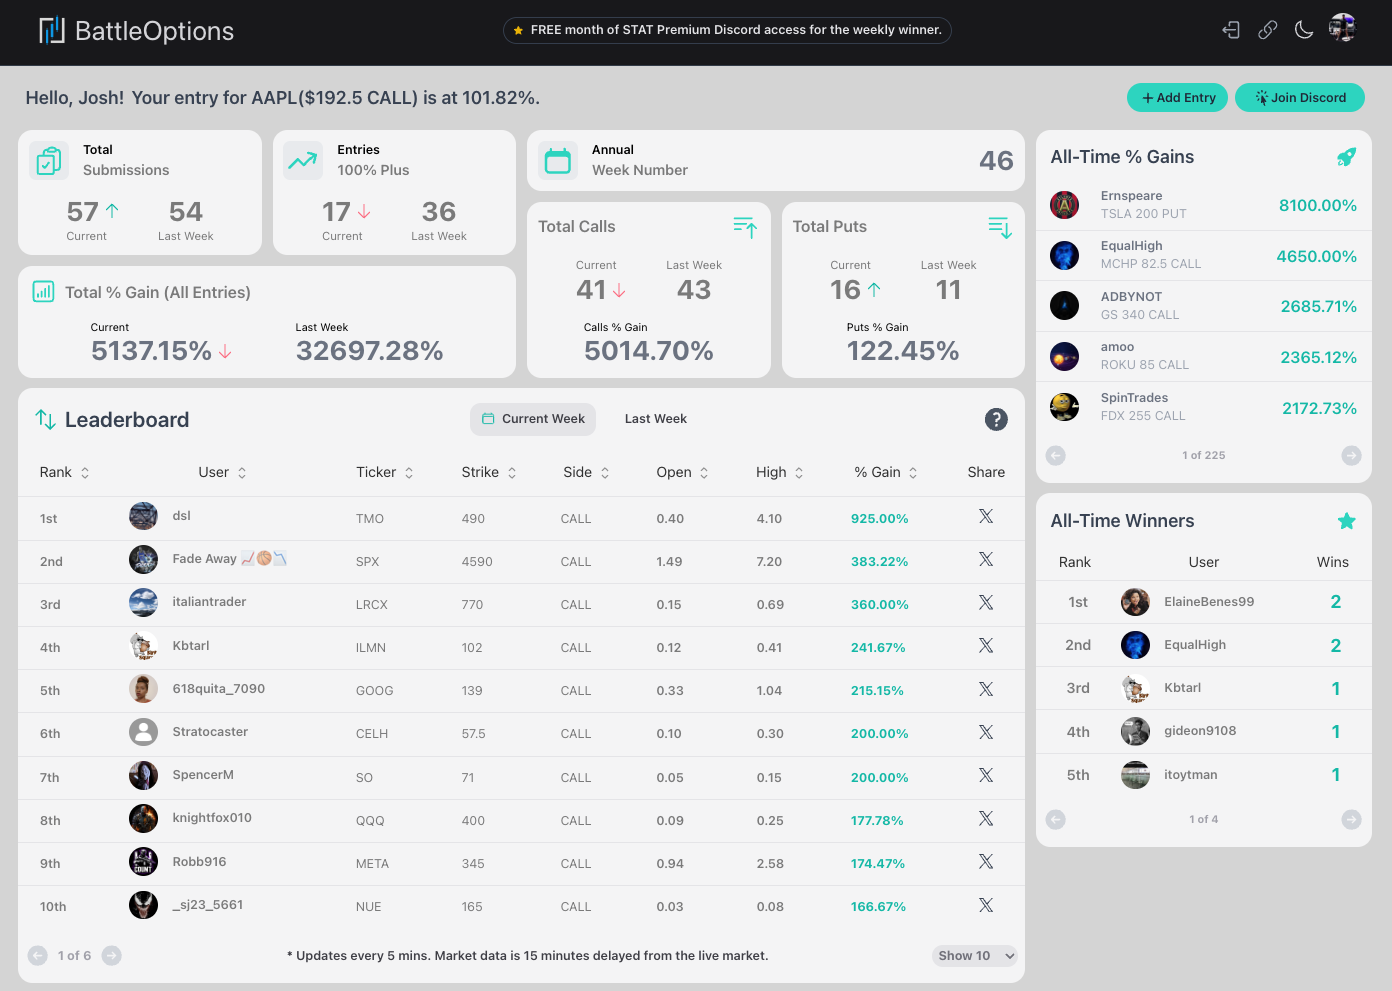 BattleOptions
FREE month of STAT Premium Discord access for the weekly winner.
Hello, Josh! Your entry for AAPL($192.5 CALL) is at 101.82%.
+ Add Entry
Join Discord
Total
Submissions
57 54
Current Last Week
Entries
100% Plus
17 36
Current Last Week
Annual
Week Number
46
Total % Gain (All Entries)
Current Last Week
5137.15% 32697.28%
Total Calls
Current Last Week
41 43
Calls % Gain
5014.70%
Total Puts
Current Last Week
16 11
Puts % Gain
122.45%
All-Time % Gains
Ernspeare
TSLA 200 PUT
8100.00%
EqualHigh
MCHP 82.5 CALL
4650.00%
ADBYNOT
GS 340 CALL
2685.71%
amoo
ROKU 85 CALL
2365.12%
SpinTrades
FDX 255 CALL
2172.73%
1 of 225
Leaderboard
Current Week
Last Week
?
Rank User Ticker Strike Side Open High % Gain Share
1st dsl TMO 490 CALL 0.40 4.10 925.00%
2nd Fade Away SPX 4590 CALL 1.49 7.20 383.22%
3rd italiantrader LRCX 770 CALL 0.15 0.69 360.00%
4th Kbtarl ILMN 102 CALL 0.12 0.41 241.67%
5th 618quita_7090 GOOG 139 CALL 0.33 1.04 215.15%
6th Stratocaster CELH 57.5 CALL 0.10 0.30 200.00%
7th SpencerM SO 71 CALL 0.05 0.15 200.00%
8th knightfox010 QQQ 400 CALL 0.09 0.25 177.78%
9th Robb916 META 345 CALL 0.94 2.58 174.47%
10th _sj23_5661 NUE 165 CALL 0.03 0.08 166.67%
1 of 6
* Updates every 5 mins. Market data is 15 minutes delayed from the live market.
Show 10
All-Time Winners
Rank User Wins
1st ElaineBenes99 2
2nd EqualHigh 2
3rd Kbtarl 1
4th gideon9108 1
5th itoytman 1
1 of 4